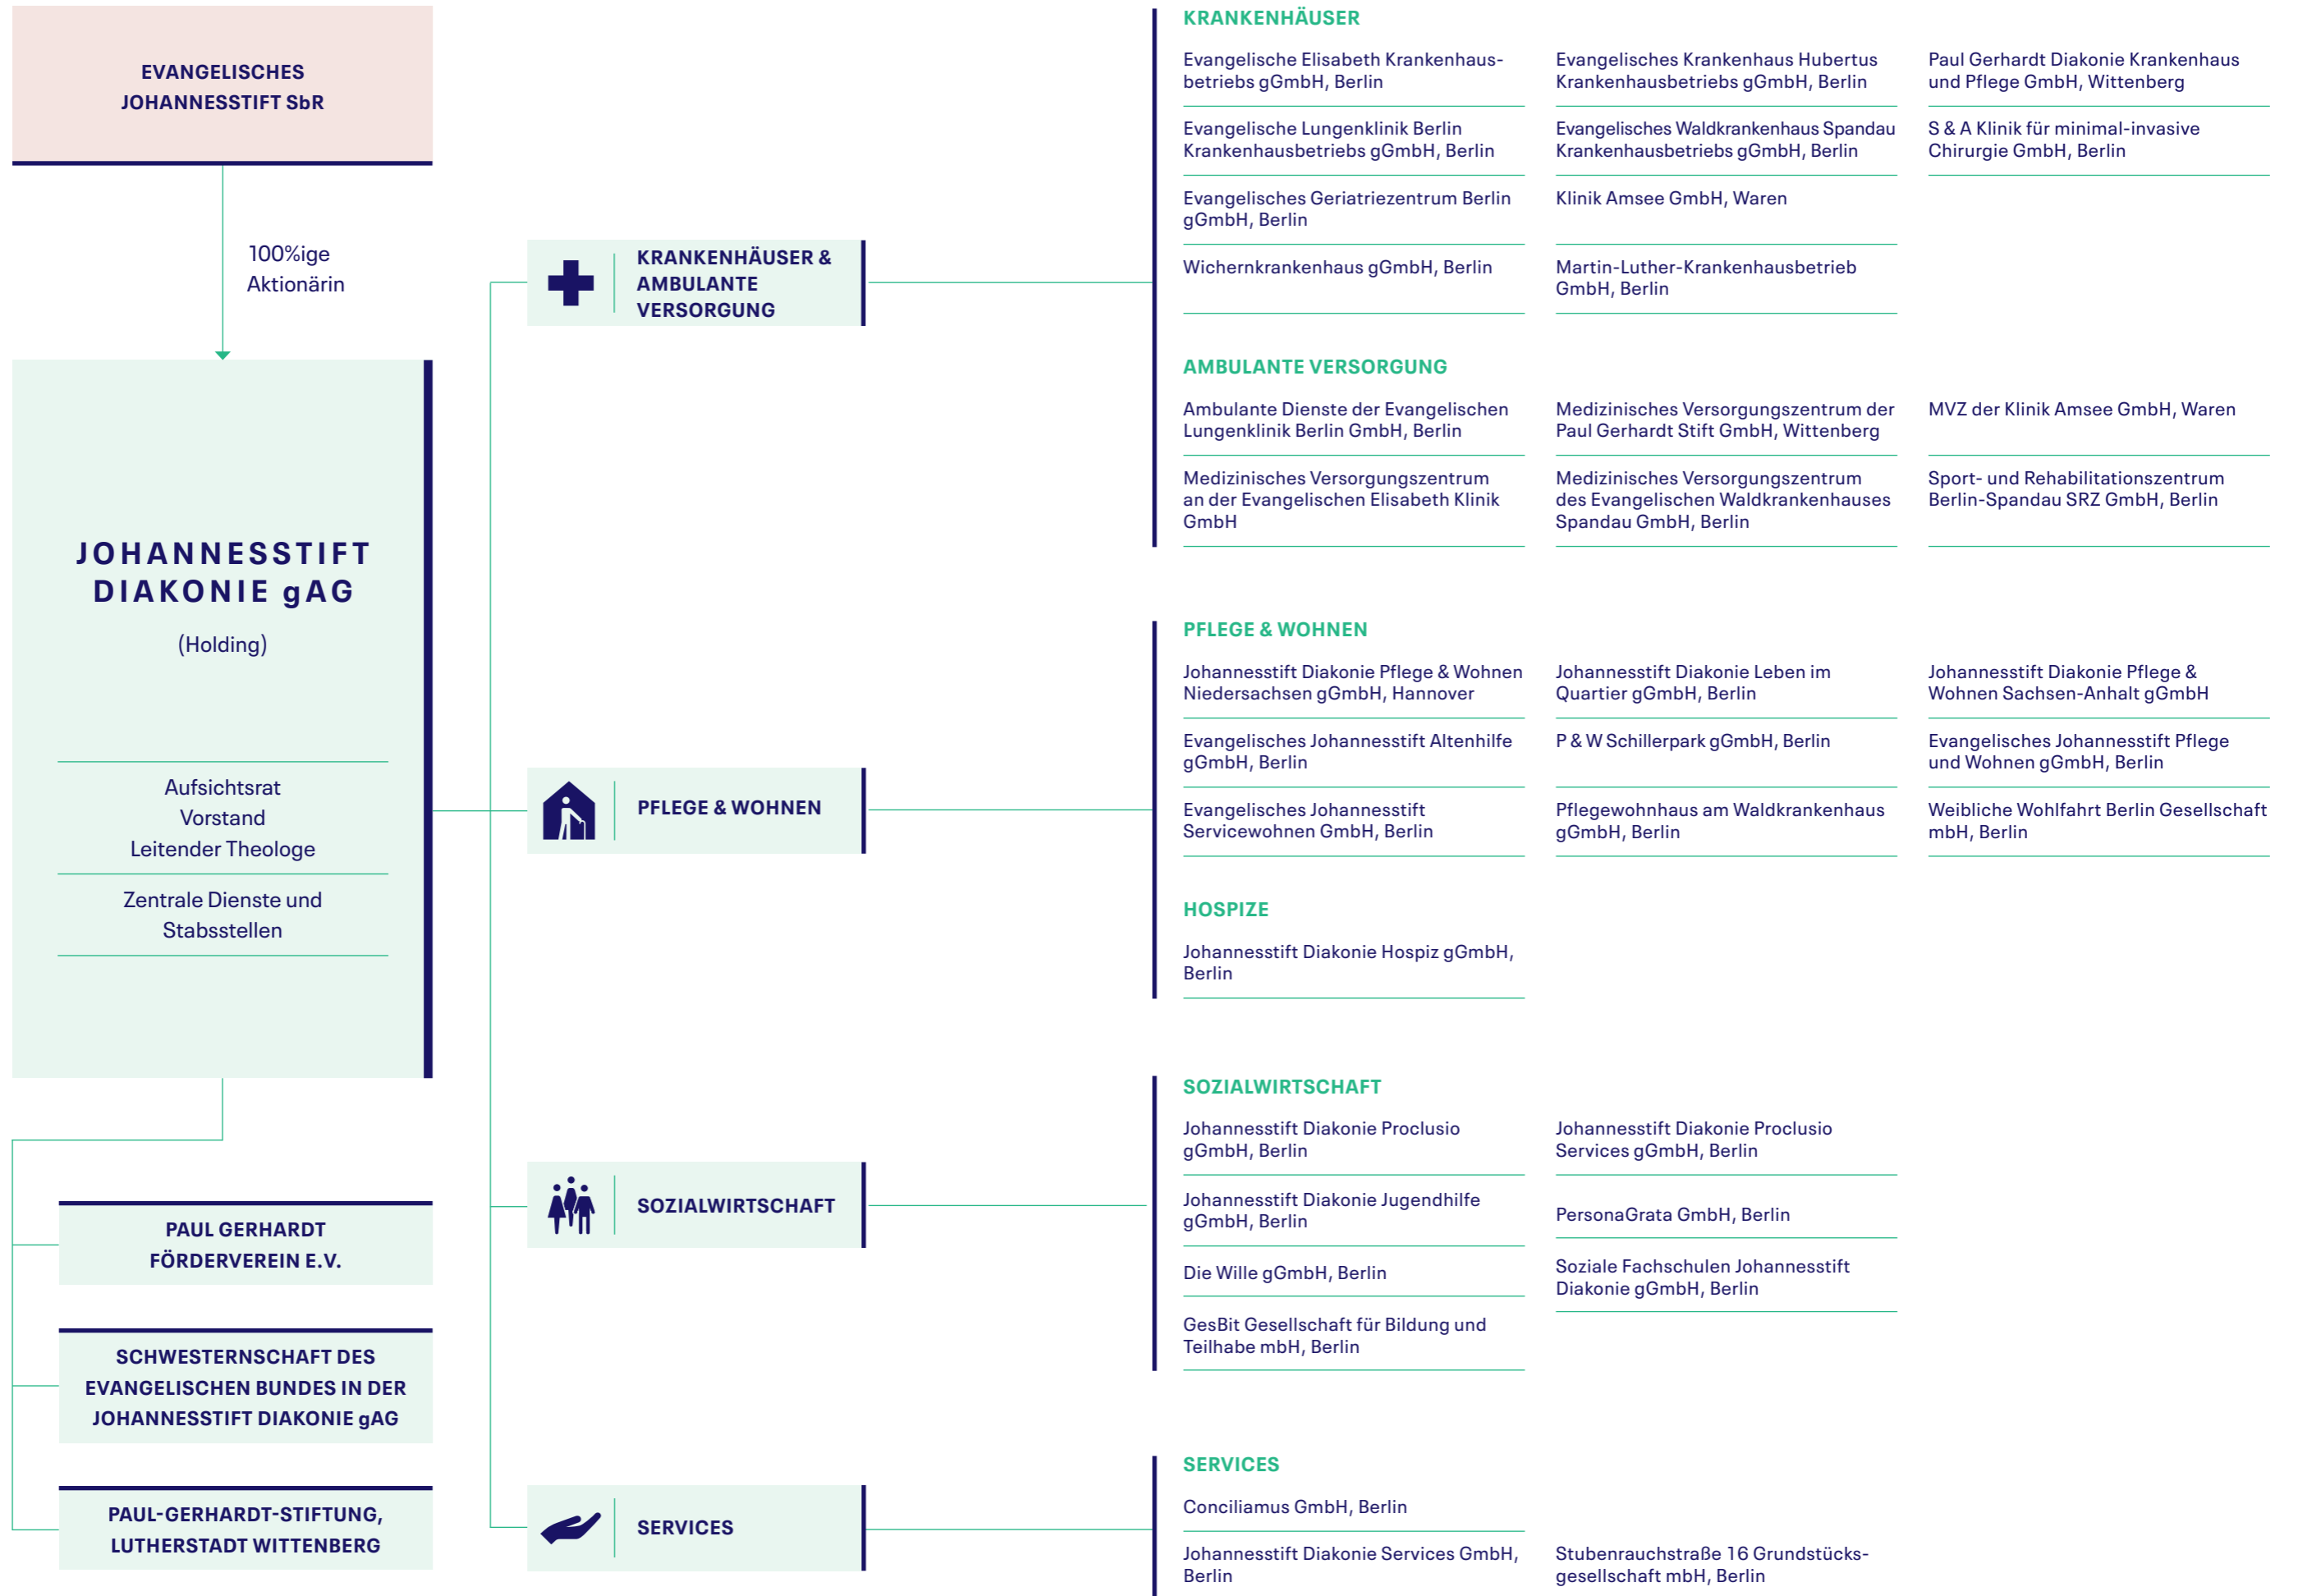 EVANGELISCHES
JOHANNESSTIFT SbR
100%ige
Aktionärin
JOHANNESSTIFT
DIAKONIE gAG
(Holding)
Aufsichtsrat
Vorstand
Leitender Theologe
Zentrale Dienste und
Stabsstellen
PAUL GERHARDT
FÖRDERVEREIN E.V.
SCHWESTERNSCHAFT DES
EVANGELISCHEN BUNDES IN DER
JOHANNESSTIFT DIAKONIE gAG
PAUL-GERHARDT-STIFTUNG,
LUTHERSTADT WITTENBERG
KRANKENHÄUSER &
AMBULANTE
VERSORGUNG
PFLEGE & WOHNEN
SOZIALWIRTSCHAFT
SERVICES
KRANKENHÄUSER
Evangelische Elisabeth Krankenhaus-
betriebs gGmbH, Berlin
Evangelisches Krankenhaus Hubertus
Krankenhausbetriebs gGmbH, Berlin
Paul Gerhardt Diakonie Krankenhaus
und Pflege GmbH, Wittenberg
Evangelische Lungenklinik Berlin
Krankenhausbetriebs gGmbH, Berlin
Evangelisches Waldkrankenhaus Spandau
Krankenhausbetriebs gGmbH, Berlin
S & A Klinik für minimal-invasive
Chirurgie GmbH, Berlin
Evangelisches Geriatriezentrum Berlin
gGmbH, Berlin
Klinik Amsee GmbH, Waren
Wichernkrankenhaus gGmbH, Berlin
Martin-Luther-Krankenhausbetrieb
GmbH, Berlin
AMBULANTE VERSORGUNG
Ambulante Dienste der Evangelischen
Lungenklinik Berlin GmbH, Berlin
Medizinisches Versorgungszentrum der
Paul Gerhardt Stift GmbH, Wittenberg
MVZ der Klinik Amsee GmbH, Waren
Medizinisches Versorgungszentrum
an der Evangelischen Elisabeth Klinik
GmbH
Medizinisches Versorgungszentrum
des Evangelischen Waldkrankenhauses
Spandau GmbH, Berlin
Sport- und Rehabilitationszentrum
Berlin-Spandau SRZ GmbH, Berlin
PFLEGE & WOHNEN
Johannesstift Diakonie Pflege & Wohnen
Niedersachsen gGmbH, Hannover
Johannesstift Diakonie Leben im
Quartier gGmbH, Berlin
Johannesstift Diakonie Pflege &
Wohnen Sachsen-Anhalt gGmbH
Evangelisches Johannesstift Altenhilfe
gGmbH, Berlin
P & W Schillerpark gGmbH, Berlin
Evangelisches Johannesstift Pflege
und Wohnen gGmbH, Berlin
Evangelisches Johannesstift
Servicewohnen GmbH, Berlin
Pflegewohnhaus am Waldkrankenhaus
gGmbH, Berlin
Weibliche Wohlfahrt Berlin Gesellschaft
mbH, Berlin
HOSPIZE
Johannesstift Diakonie Hospiz gGmbH,
Berlin
SOZIALWIRTSCHAFT
Johannesstift Diakonie Proclusio
gGmbH, Berlin
Johannesstift Diakonie Proclusio
Services gGmbH, Berlin
Johannesstift Diakonie Jugendhilfe
gGmbH, Berlin
PersonaGrata GmbH, Berlin
Die Wille gGmbH, Berlin
Soziale Fachschulen Johannesstift
Diakonie gGmbH, Berlin
GesBit Gesellschaft für Bildung und
Teilhabe mbH, Berlin
SERVICES
Conciliamus GmbH, Berlin
Johannesstift Diakonie Services GmbH,
Berlin
Stubenrauchstraße 16 Grundstücks-
gesellschaft mbH, Berlin